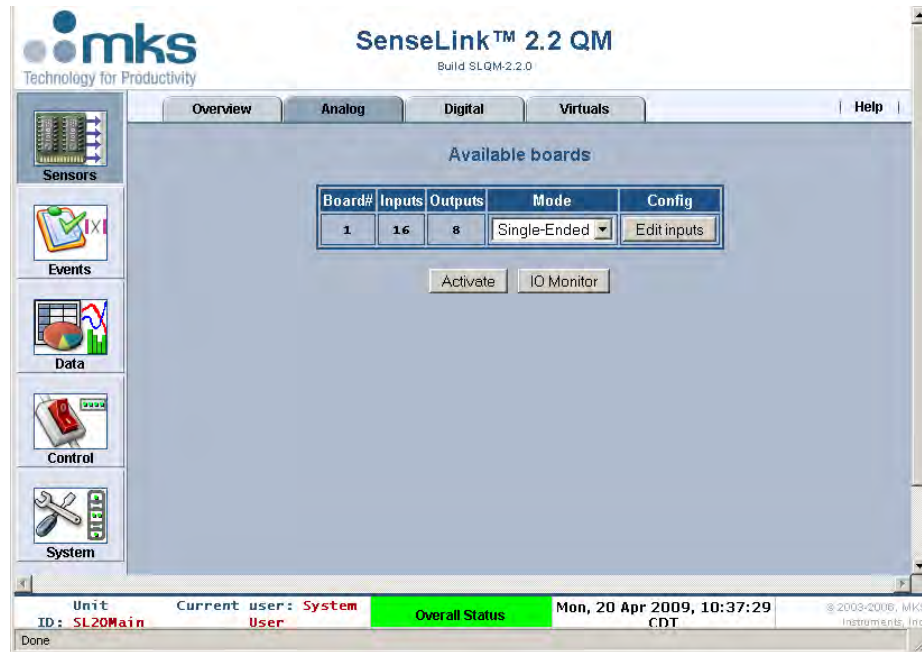 mks
Technology for Productivity
SenseLink™ 2.2 QM
Build SLQM-2.2.0
Overview
Analog
Digital
Virtuals
Help
Sensors
Events
Data
Control
System
Available boards
Board# Inputs Outputs Mode Config
1 16 8 Single-Ended Edit inputs
Activate IO Monitor
Unit
ID: SL20Main
Current user: System
User
Overall Status
Mon, 20 Apr 2009, 10:37:29
CDT
© 2003-2008, MKS
Instruments, Inc
Done